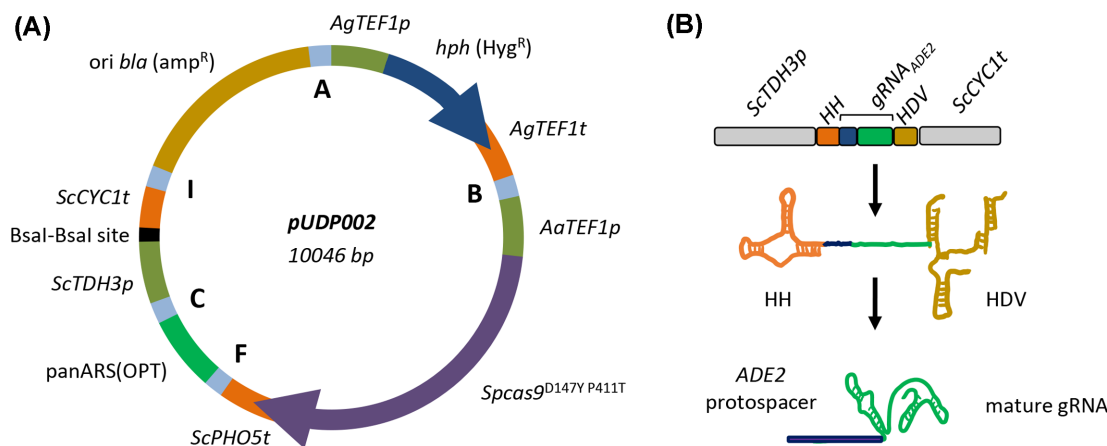 (A)
AgTEF1p
hph (Hyg^R)
ori bla (amp^R)
A
AgTEF1t
B
I
ScCYC1t
BsaI-BsaI site
pUDP002
10046 bp
AaTEF1p
ScTDH3p
C
F
panARS(OPT)
Spcas9^D147Y P411T
ScPHO5t
(B)
ScTDH3p
HH
gRNA_ADE2
HDV
ScCYC1t
HH
HDV
ADE2
protospacer
mature gRNA